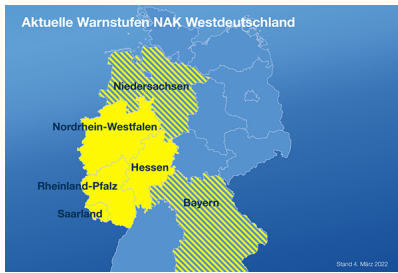 Aktuelle Warnstufen NAK Westdeutschland
Niedersachsen
Nordrhein-Westfalen
Hessen
Rheinland-Pfalz
Bayern
Saarland
Stand 4. März 2022